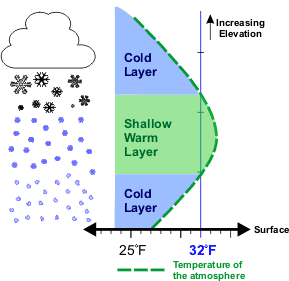 Increasing
Elevation
Cold
Layer
Shallow
Warm
Layer
Cold
Layer
Surface
25°F
32°F
Temperature of
the atmosphere